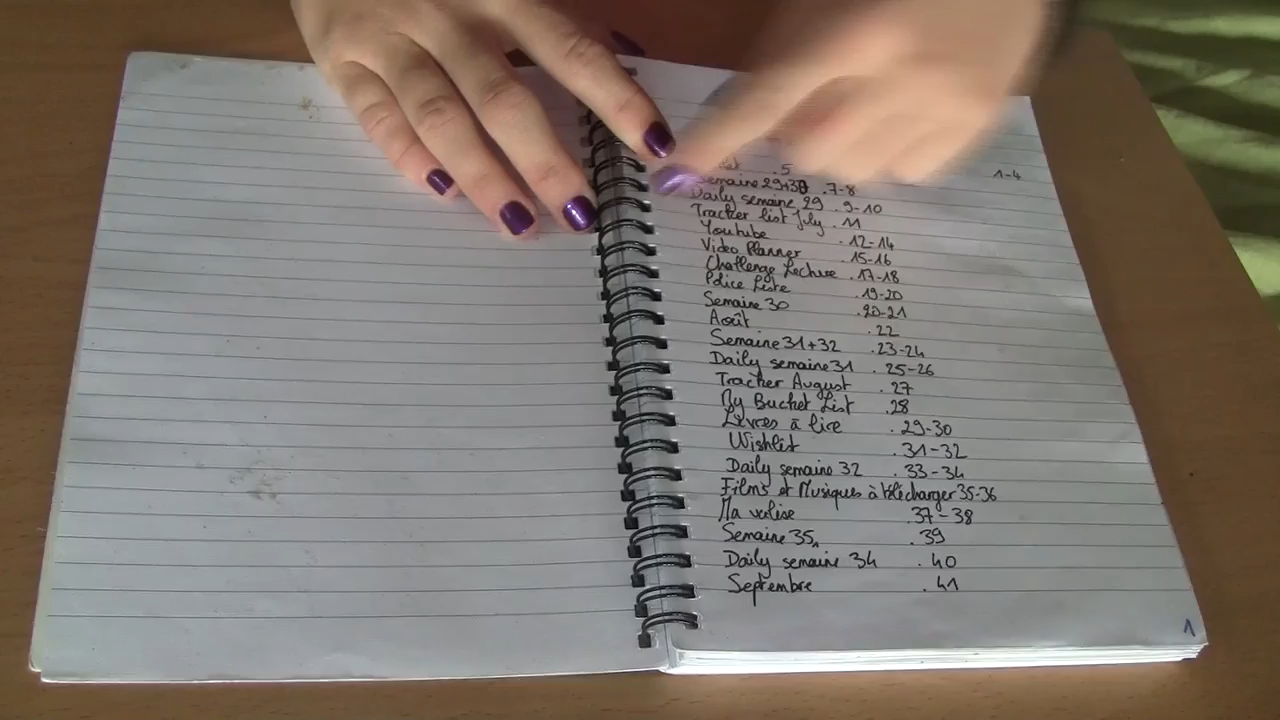 1-4
.5
Semaine 29+30 .7-8
Daily semaine 29 .9-10
Tracker list July .11
Youtube .12-14
Video Planner .15-16
Challenge Lecture .17-18
Police Liste .19-20
Semaine 30 .20-21
Août .22
Semaine 31+32 .23-24
Daily semaine 31 .25-26
Tracker August .27
My Bucket List .28
Livres à lire .29-30
Wishlist .31-32
Daily semaine 32 .33-34
Films et Musiques à télécharger 35-36
Ma valise .37-38
Semaine 35 .39
Daily semaine 34 .40
Septembre .41
1